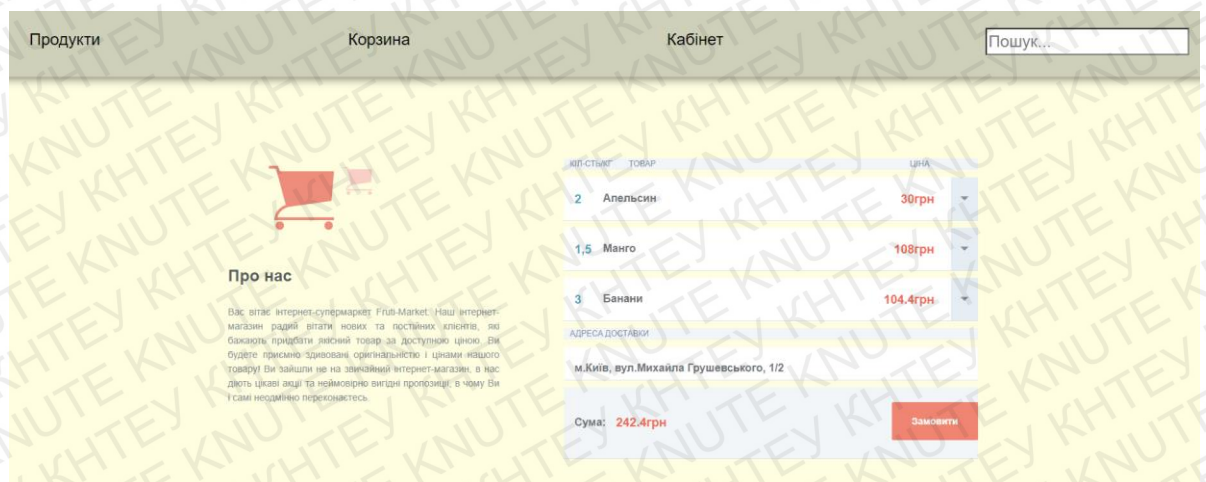 Продукти
Корзина
Кабінет
Пошук...
Про нас
Вас вітає інтернет-супермаркет Fruti-Market. Наш інтернет-
магазин радий вітати нових та постійних клієнтів, які
бажають придбати якісний товар за доступною ціною. Ви
будете приємно здивовані оригінальністю і цінами нашого
товару! Ви зайшли не на звичайний інтернет-магазин, в нас
діють цікаві акції та неймовірно вигідні пропозиції, в чому Ви
і самі неодмінно переконаєтесь.
КІЛ-СТЬ/КГ ТОВАР ЦІНА
2 Апельсин 30грн
1,5 Манго 108грн
3 Банани 104.4грн
АДРЕСА ДОСТАВКИ
м.Київ, вул.Михайла Грушевського, 1/2
Сума: 242.4грн Замовити